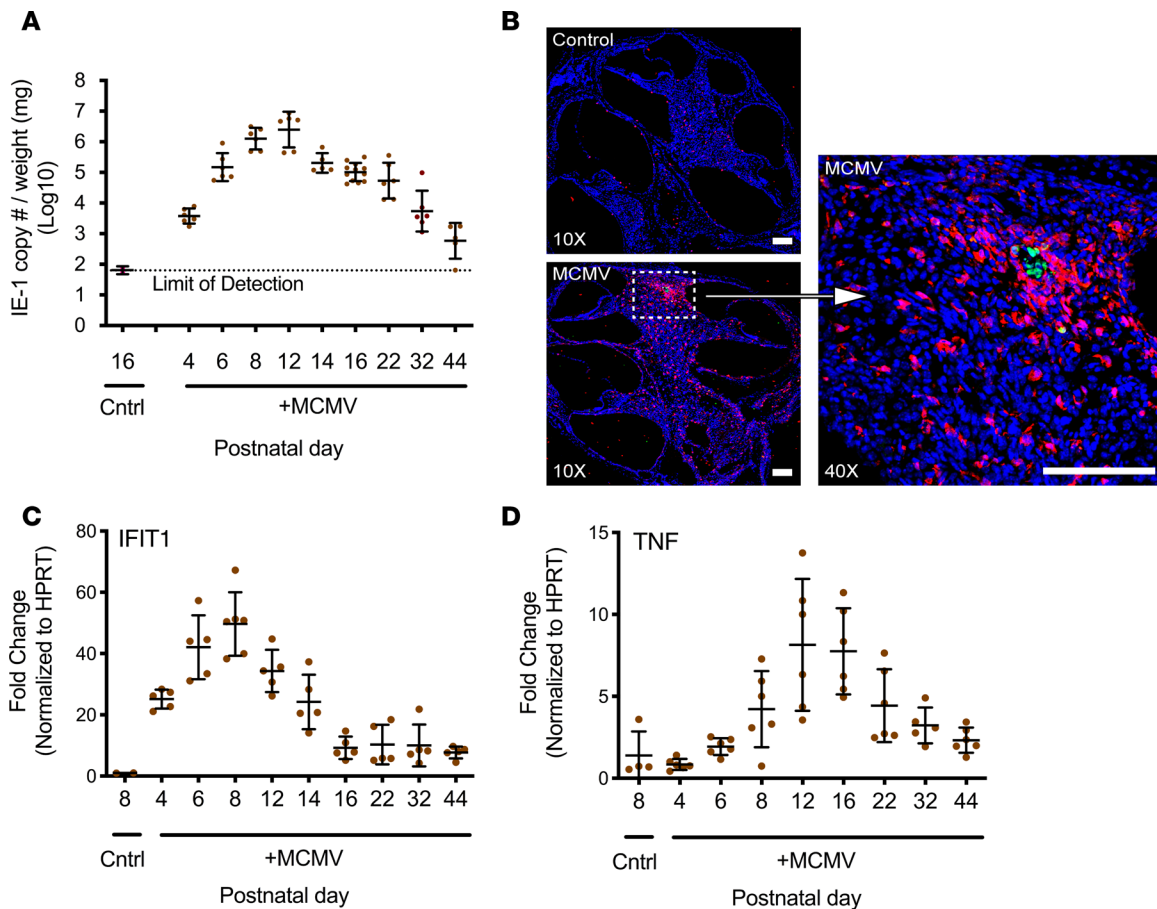 A
IE-1 copy # / weight (mg)
(Log10)
8
7
6
5
4
3
2
1
0
Limit of Detection
16 4 6 8 12 14 16 22 32 44
Cntrl +MCMV
Postnatal day
B
Control
10X
MCMV
10X
MCMV
40X
C
IFIT1
Fold Change
(Normalized to HPRT)
80
60
40
20
0
8 4 6 8 12 14 16 22 32 44
Cntrl +MCMV
Postnatal day
D
TNF
Fold Change
(Normalized to HPRT)
15
10
5
0
8 4 6 8 12 16 22 32 44
Cntrl +MCMV
Postnatal day